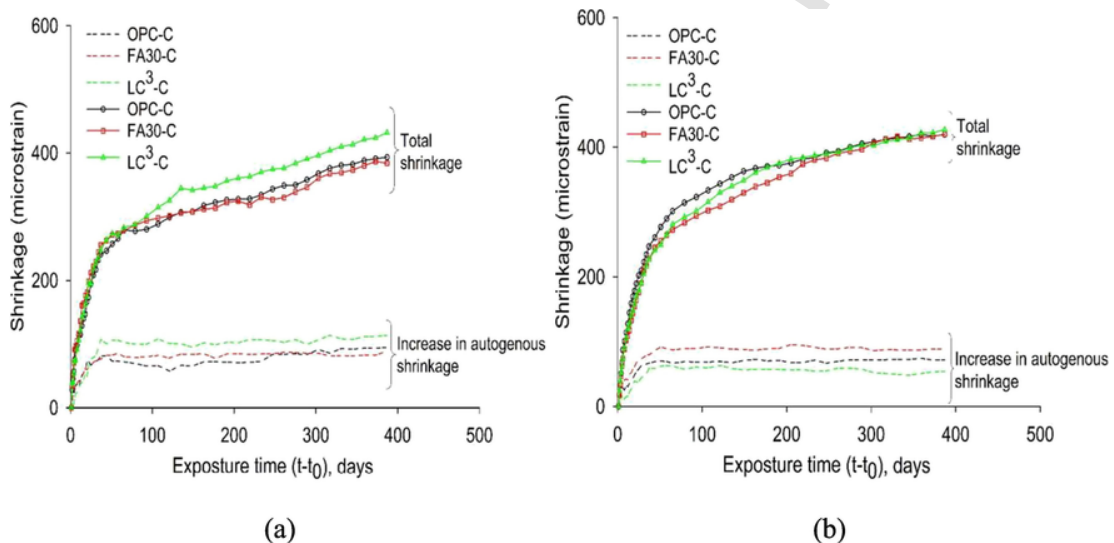 600
OPC-C
FA30-C
LC3-C
OPC-C
FA30-C
LC3-C
Total
shrinkage
400
200
0
Increase in autogenous
shrinkage
Shrinkage (microstrain)
0 100 200 300 400 500
Exposture time (t-t0), days
(a)
600
OPC-C
FA30-C
LC3-C
OPC-C
FA30-C
LC3-C
Total
shrinkage
400
200
0
Increase in autogenous
shrinkage
Shrinkage (microstrain)
0 100 200 300 400 500
Exposture time (t-t0), days
(b)